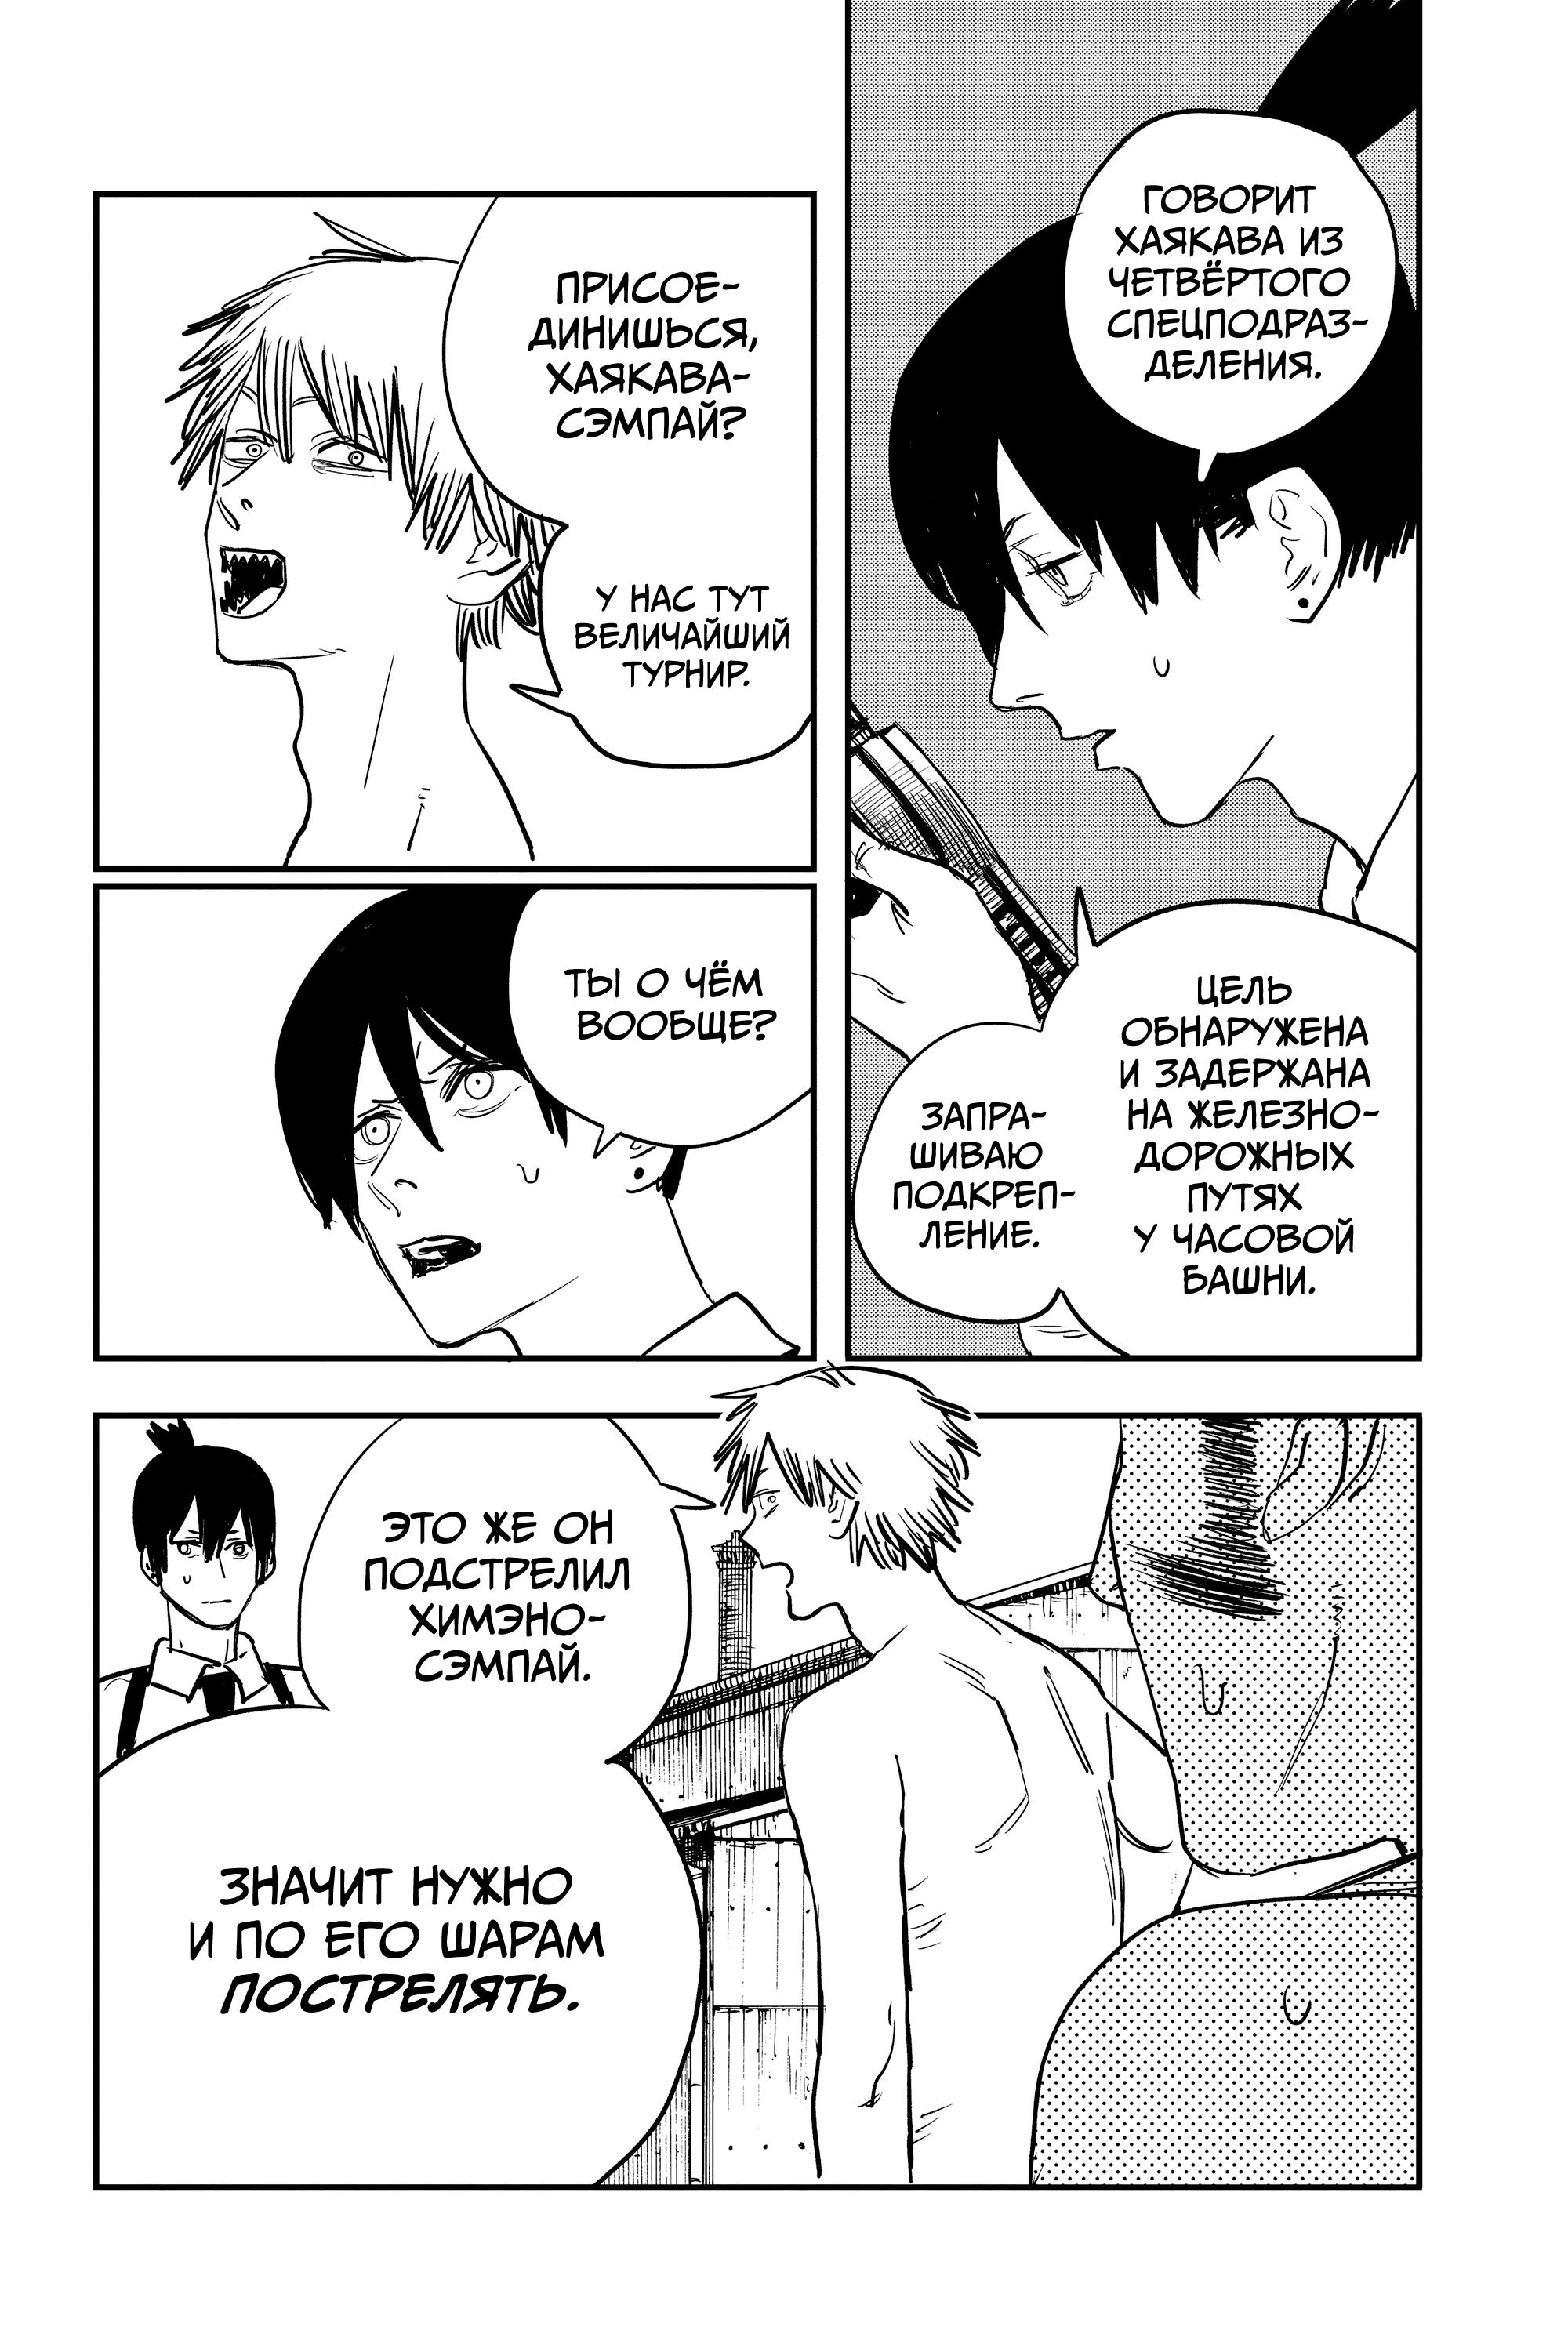 ГОВОРИТ
ХАЯКАВА ИЗ
ЧЕТВЁРТОГО
СПЕЦПОДРАЗ-
ДЕЛЕНИЯ.
ЦЕЛЬ
ОБНАРУЖЕНА
И ЗАДЕРЖАНА
НА ЖЕЛЕЗНО-
ДОРОЖНЫХ
ПУТЯХ
У ЧАСОВОЙ
БАШНИ.
ЗАПРА-
ШИВАЮ
ПОДКРЕП-
ЛЕНИЕ.
ПРИСОЕ-
ДИНИШЬСЯ,
ХАЯКАВА-
СЭМПАЙ?
У НАС ТУТ
ВЕЛИЧАЙШИЙ
ТУРНИР.
ТЫ О ЧЁМ
ВООБЩЕ?
ЭТО ЖЕ ОН
ПОДСТРЕЛИЛ
ХИМЭНО-
СЭМПАЙ.
ЗНАЧИТ НУЖНО
И ПО ЕГО ШАРАМ
ПОСТРЕЛЯТЬ.